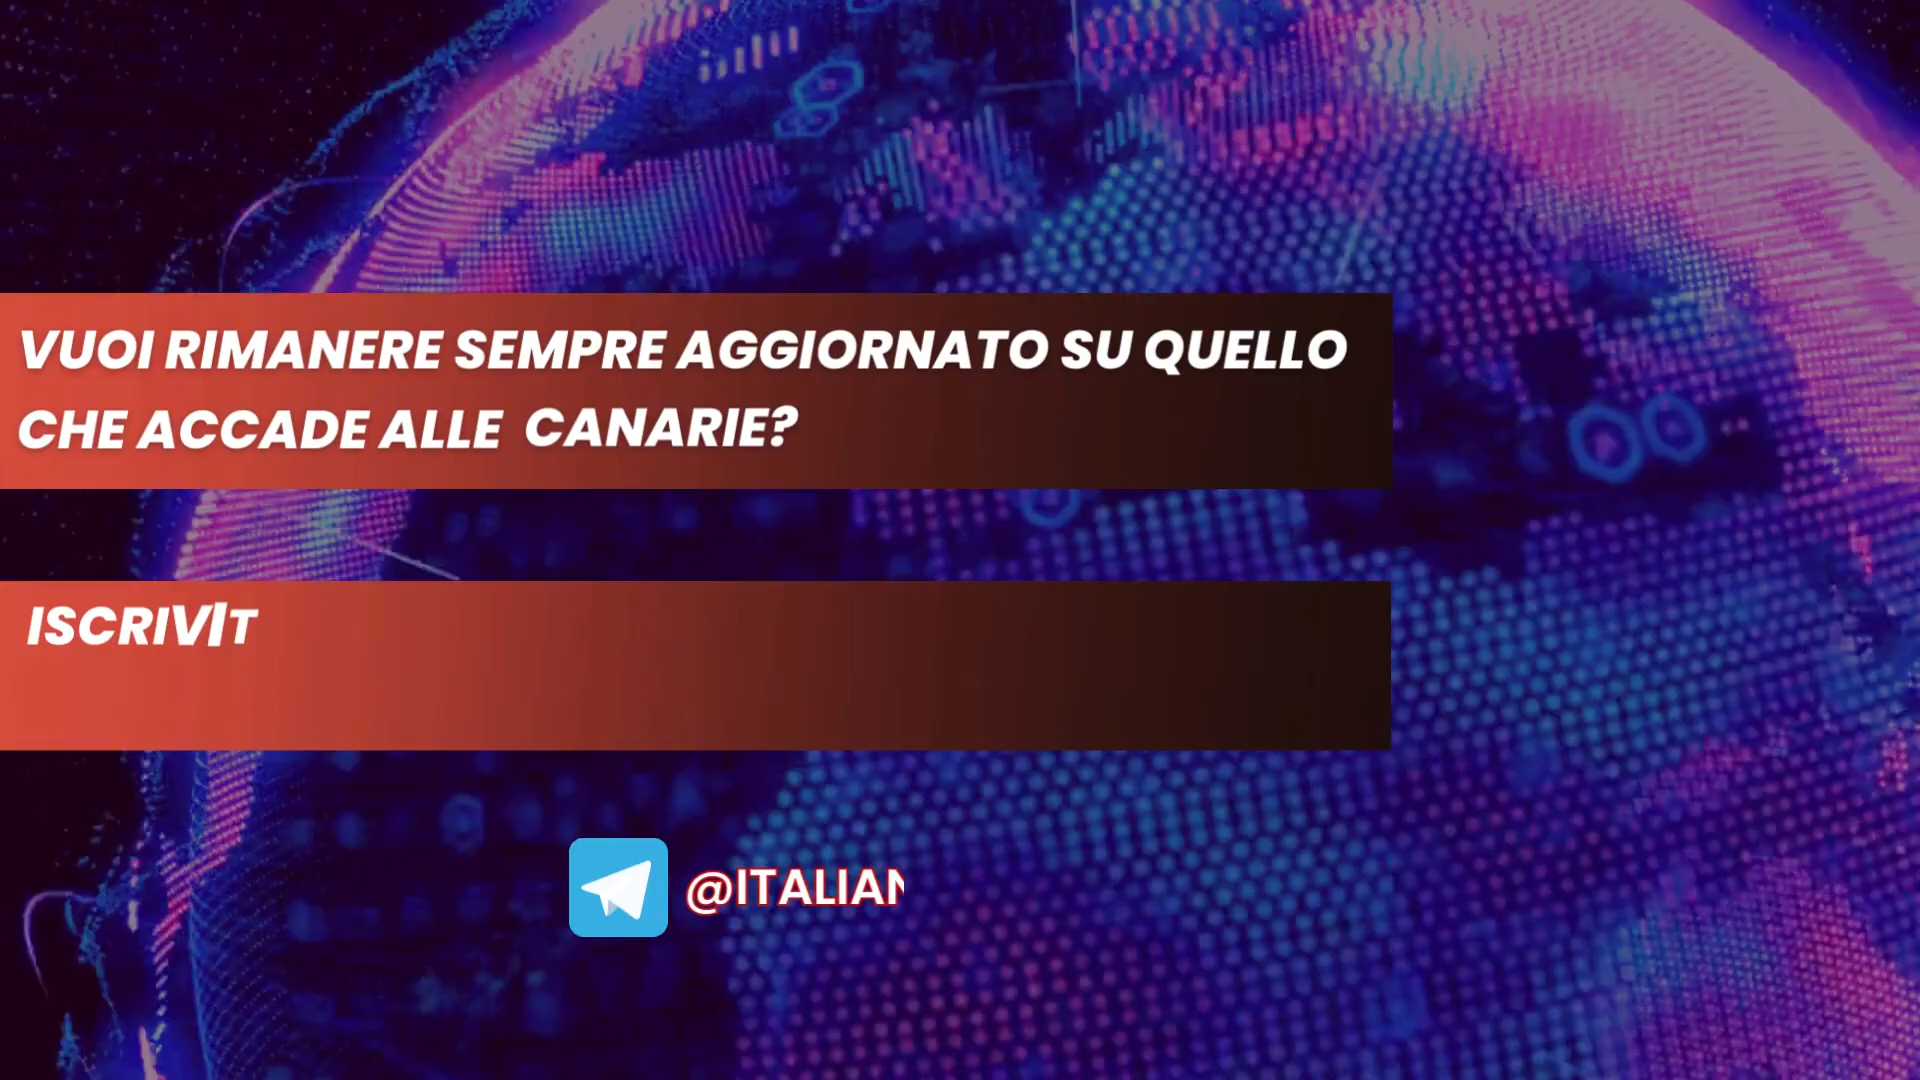 VUOI RIMANERE SEMPRE AGGIORNATO SU QUELLO
CHE ACCADE ALLE CANARIE?
ISCRIVIT
@ITALIAN